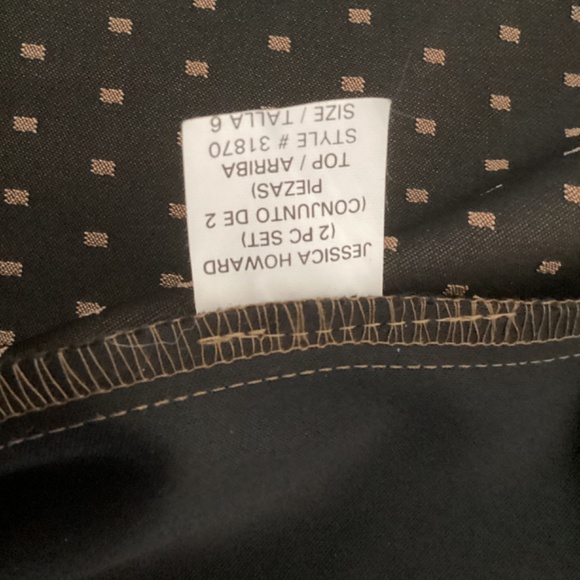 JESSICA HOWARD
(2 PC SET)
(CONJUNTO DE 2
PIEZAS)
TOP / ARRIBA
STYLE # 31870
SIZE / TALLA 6